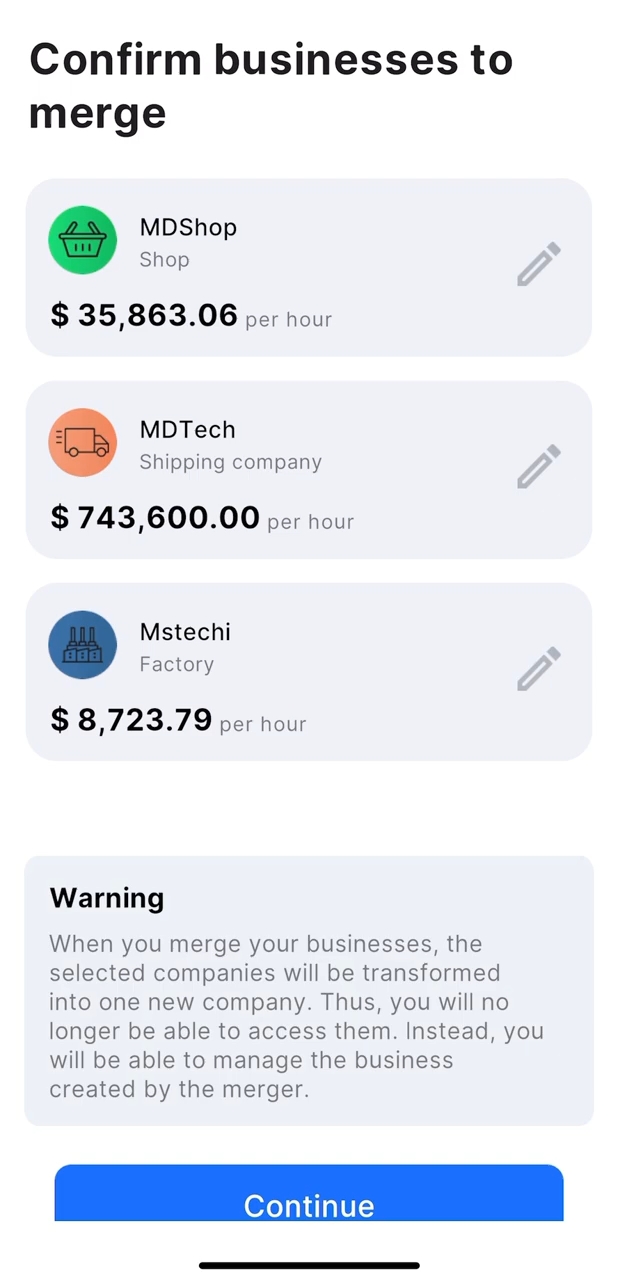 Confirm businesses to
merge
MDShop
Shop
$ 35,863.06 per hour
MDTech
Shipping company
$ 743,600.00 per hour
Mstechi
Factory
$ 8,723.79 per hour
Warning
When you merge your businesses, the
selected companies will be transformed
into one new company. Thus, you will no
longer be able to access them. Instead, you
will be able to manage the business
created by the merger.
Continue